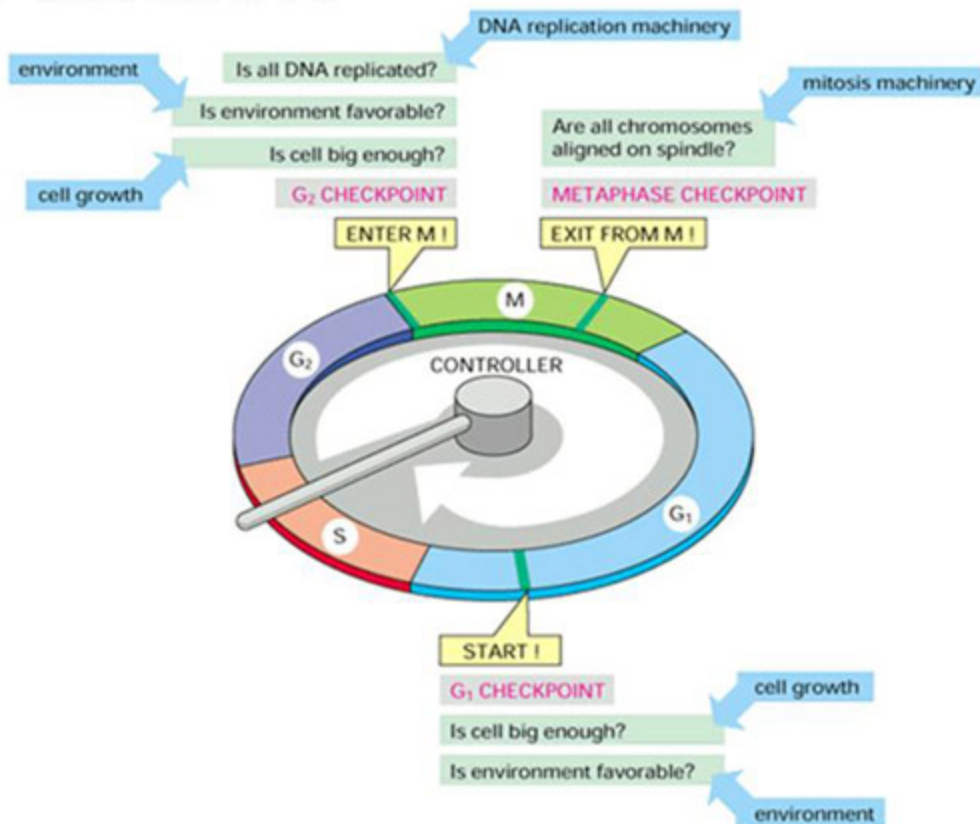 DNA replication machinery
environment
Is all DNA replicated?
mitosis machinery
Is environment favorable?
Are all chromosomes
aligned on spindle?
Is cell big enough?
cell growth
G₂ CHECKPOINT
METAPHASE CHECKPOINT
ENTER M !
EXIT FROM M !
M
G₂
CONTROLLER
G₁
S
START !
G₁ CHECKPOINT
cell growth
Is cell big enough?
Is environment favorable?
environment